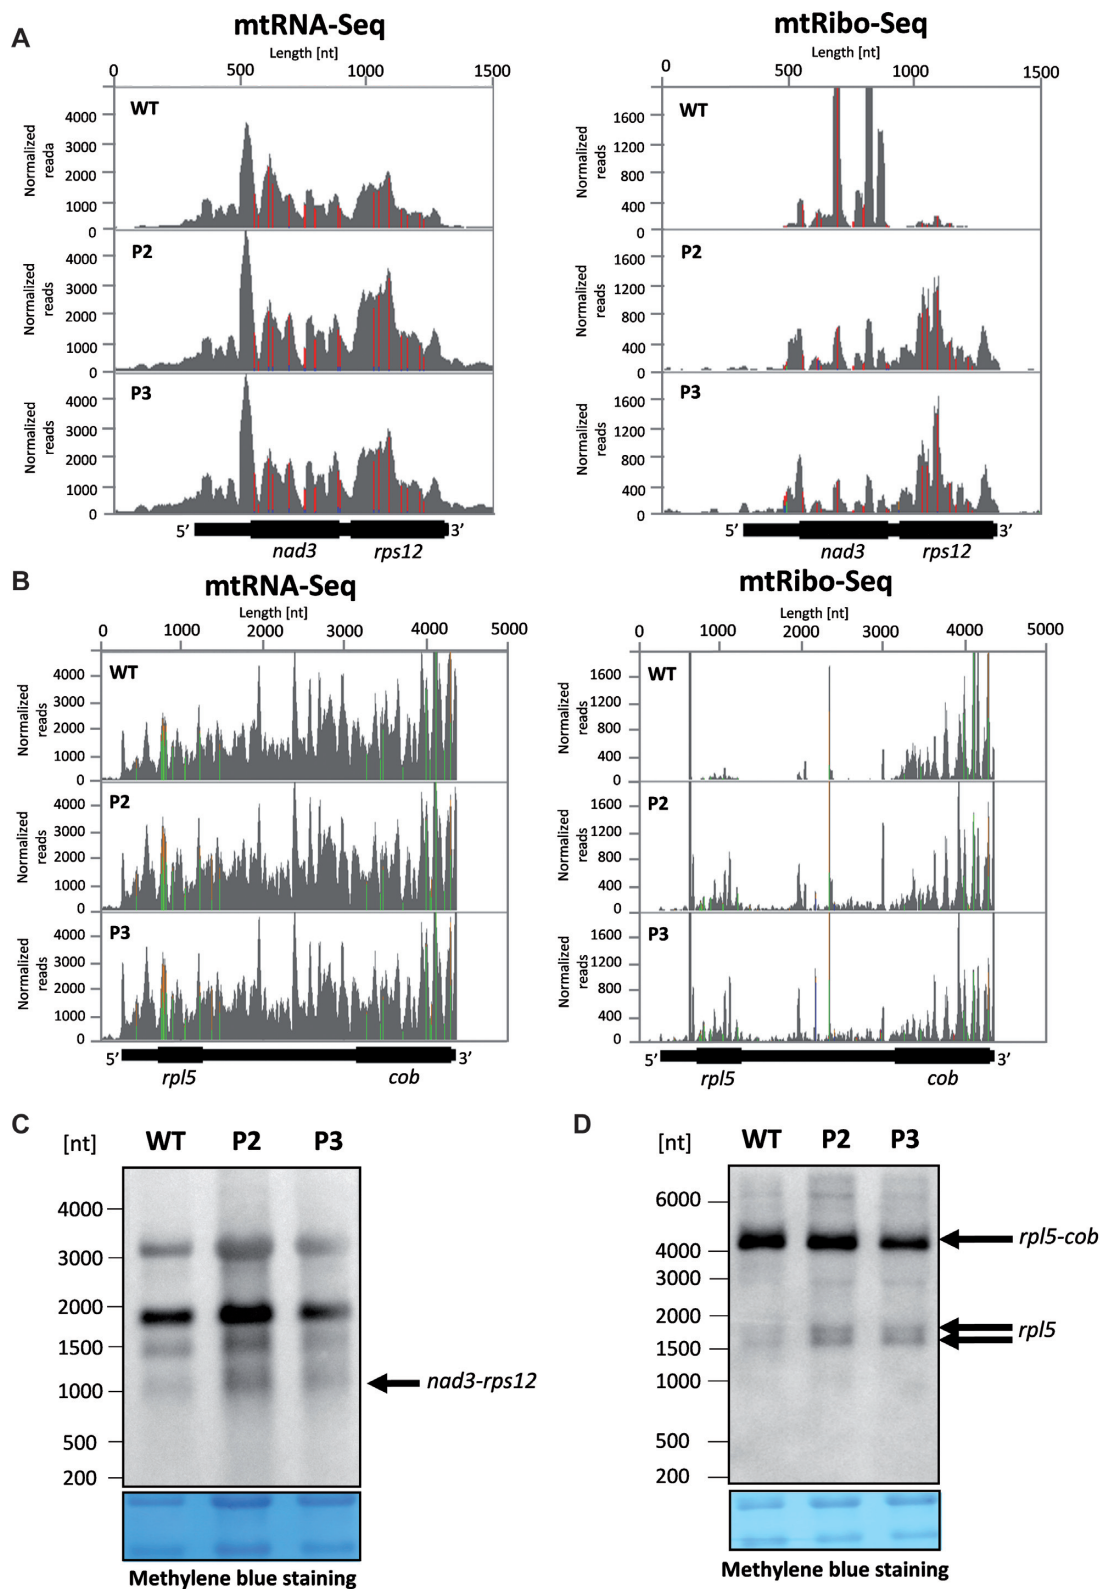 A
mtRNA-Seq
mtRibo-Seq
Length [nt]
Length [nt]
0 500 1000 1500
0 500 1000 1500
WT
Normalized
reada
4000
3000
2000
1000
0
WT
Normalized
reads
1600
1200
800
400
0
P2
Normalized
reads
4000
3000
2000
1000
0
P2
Normalized
reads
1600
1200
800
400
0
P3
Normalized
reads
4000
3000
2000
1000
0
P3
Normalized
reads
1600
1200
800
400
0
5’ 3’
nad3 rps12
5’ 3’
nad3 rps12
B
mtRNA-Seq
mtRibo-Seq
Length [nt]
Length [nt]
0 1000 2000 3000 4000 5000
0 1000 2000 3000 4000 5000
WT
Normalized
reads
4000
3000
2000
1000
0
WT
Normalized
reads
1600
1200
800
400
0
P2
Normalized
reads
4000
3000
2000
1000
0
P2
Normalized
reads
1600
1200
800
400
0
P3
Normalized
reads
4000
3000
2000
1000
0
P3
Normalized
reads
1600
1200
800
400
0
5’ 3’
rpl5 cob
5’ 3’
rpl5 cob
C
[nt] WT P2 P3
4000
3000
2000
1500
1000
500
200
nad3-rps12
Methylene blue staining
D
[nt] WT P2 P3
6000
4000
3000
2000
1500
1000
500
200
rpl5-cob
rpl5
Methylene blue staining